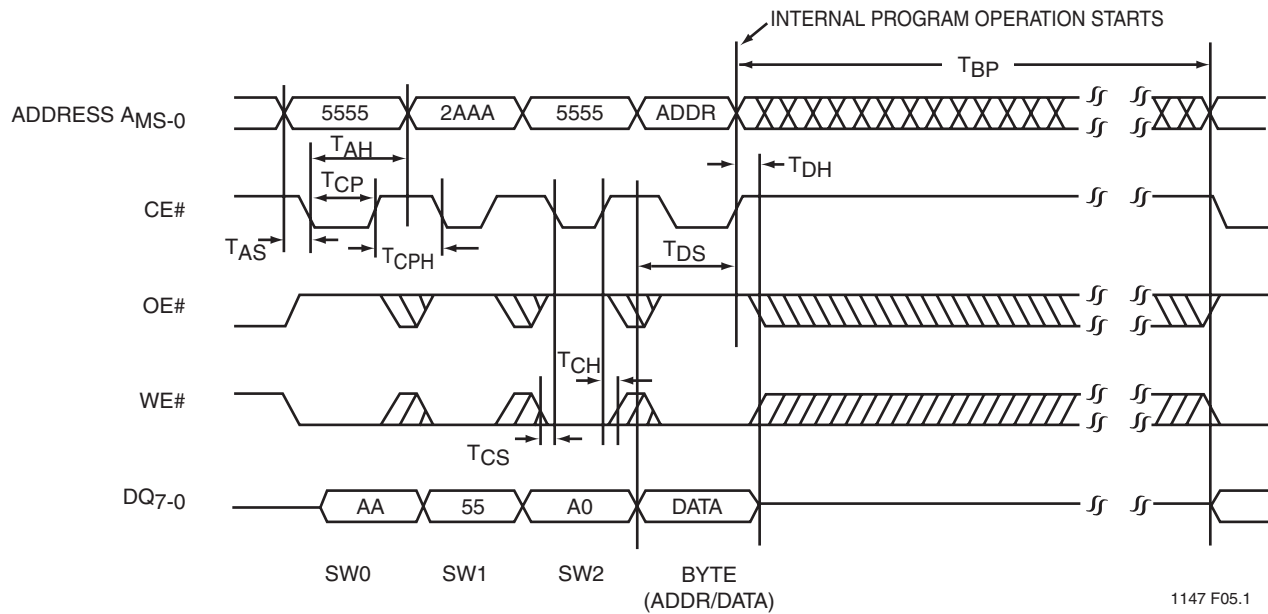 INTERNAL PROGRAM OPERATION STARTS
TBP
ADDRESS AMS-0
5555
2AAA
5555
ADDR
TAH
TDH
TCP
CE#
TAS
TCPH
TDS
OE#
TCH
WE#
TCS
DQ7-0
AA
55
A0
DATA
SW0
SW1
SW2
BYTE
(ADDR/DATA)
1147 F05.1